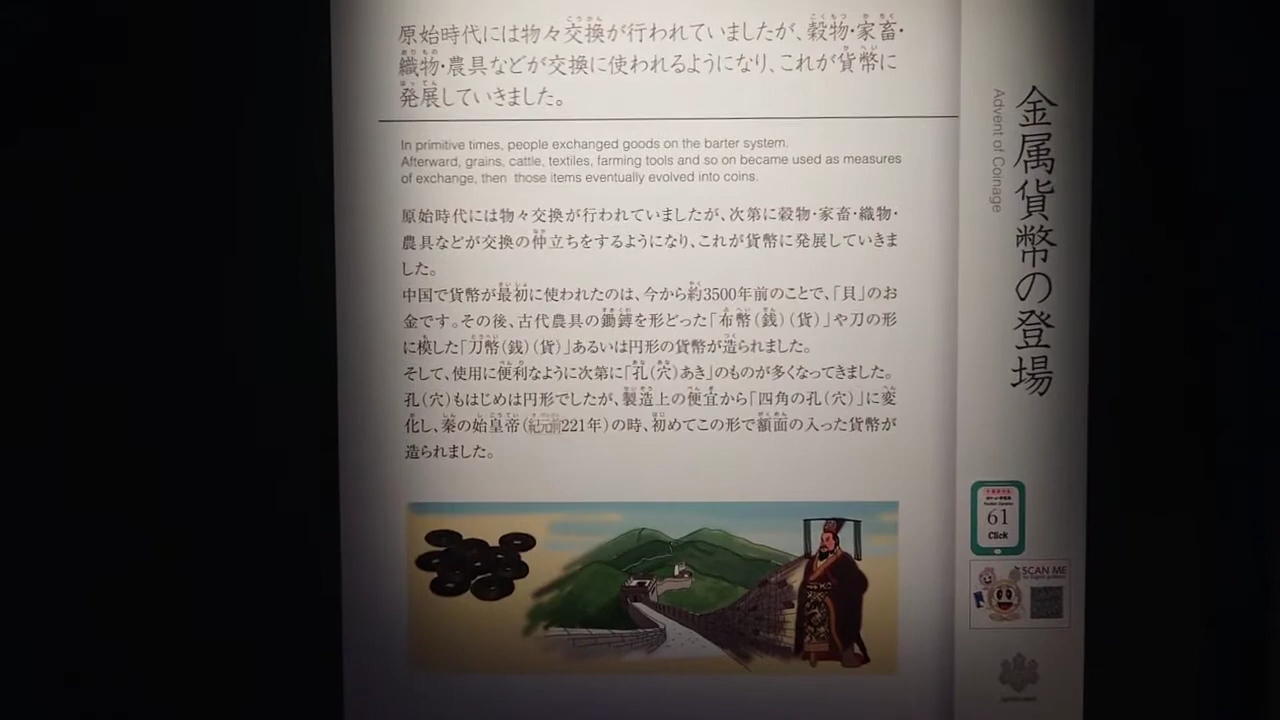 原始時代には物々交換が行われていましたが、穀物・家畜・
織物・農具などが交換に使われるようになり、これが貨幣に
発展していきました。
In primitive times, people exchanged goods on the barter system.
Afterward, grains, cattle, textiles, farming tools and so on became used as measures
of exchange, then those items eventually evolved into coins.
原始時代には物々交換が行われていましたが、次第に穀物・家畜・織物・
農具などが交換の仲立ちをするようになり、これが貨幣に発展していきま
した。
中国で貨幣が最初に使われたのは、今から約3500年前のことで、「貝」のお
金です。その後、古代農具の鋤鎛を形どった「布幣(銭)(貨)」や刀の形
に模した「刀幣(銭)(貨)」あるいは円形の貨幣が造られました。
そして、使用に便利なように次第に「孔(穴)あき」のものが多くなってきました。
孔(穴)もはじめは円形でしたが、製造上の便宜から「四角の孔(穴)」に変
化し、秦の始皇帝(紀元前221年)の時、初めてこの形で額面の入った貨幣が
造られました。
金属貨幣の登場
Advent of Coinage
61
Click
SCAN ME